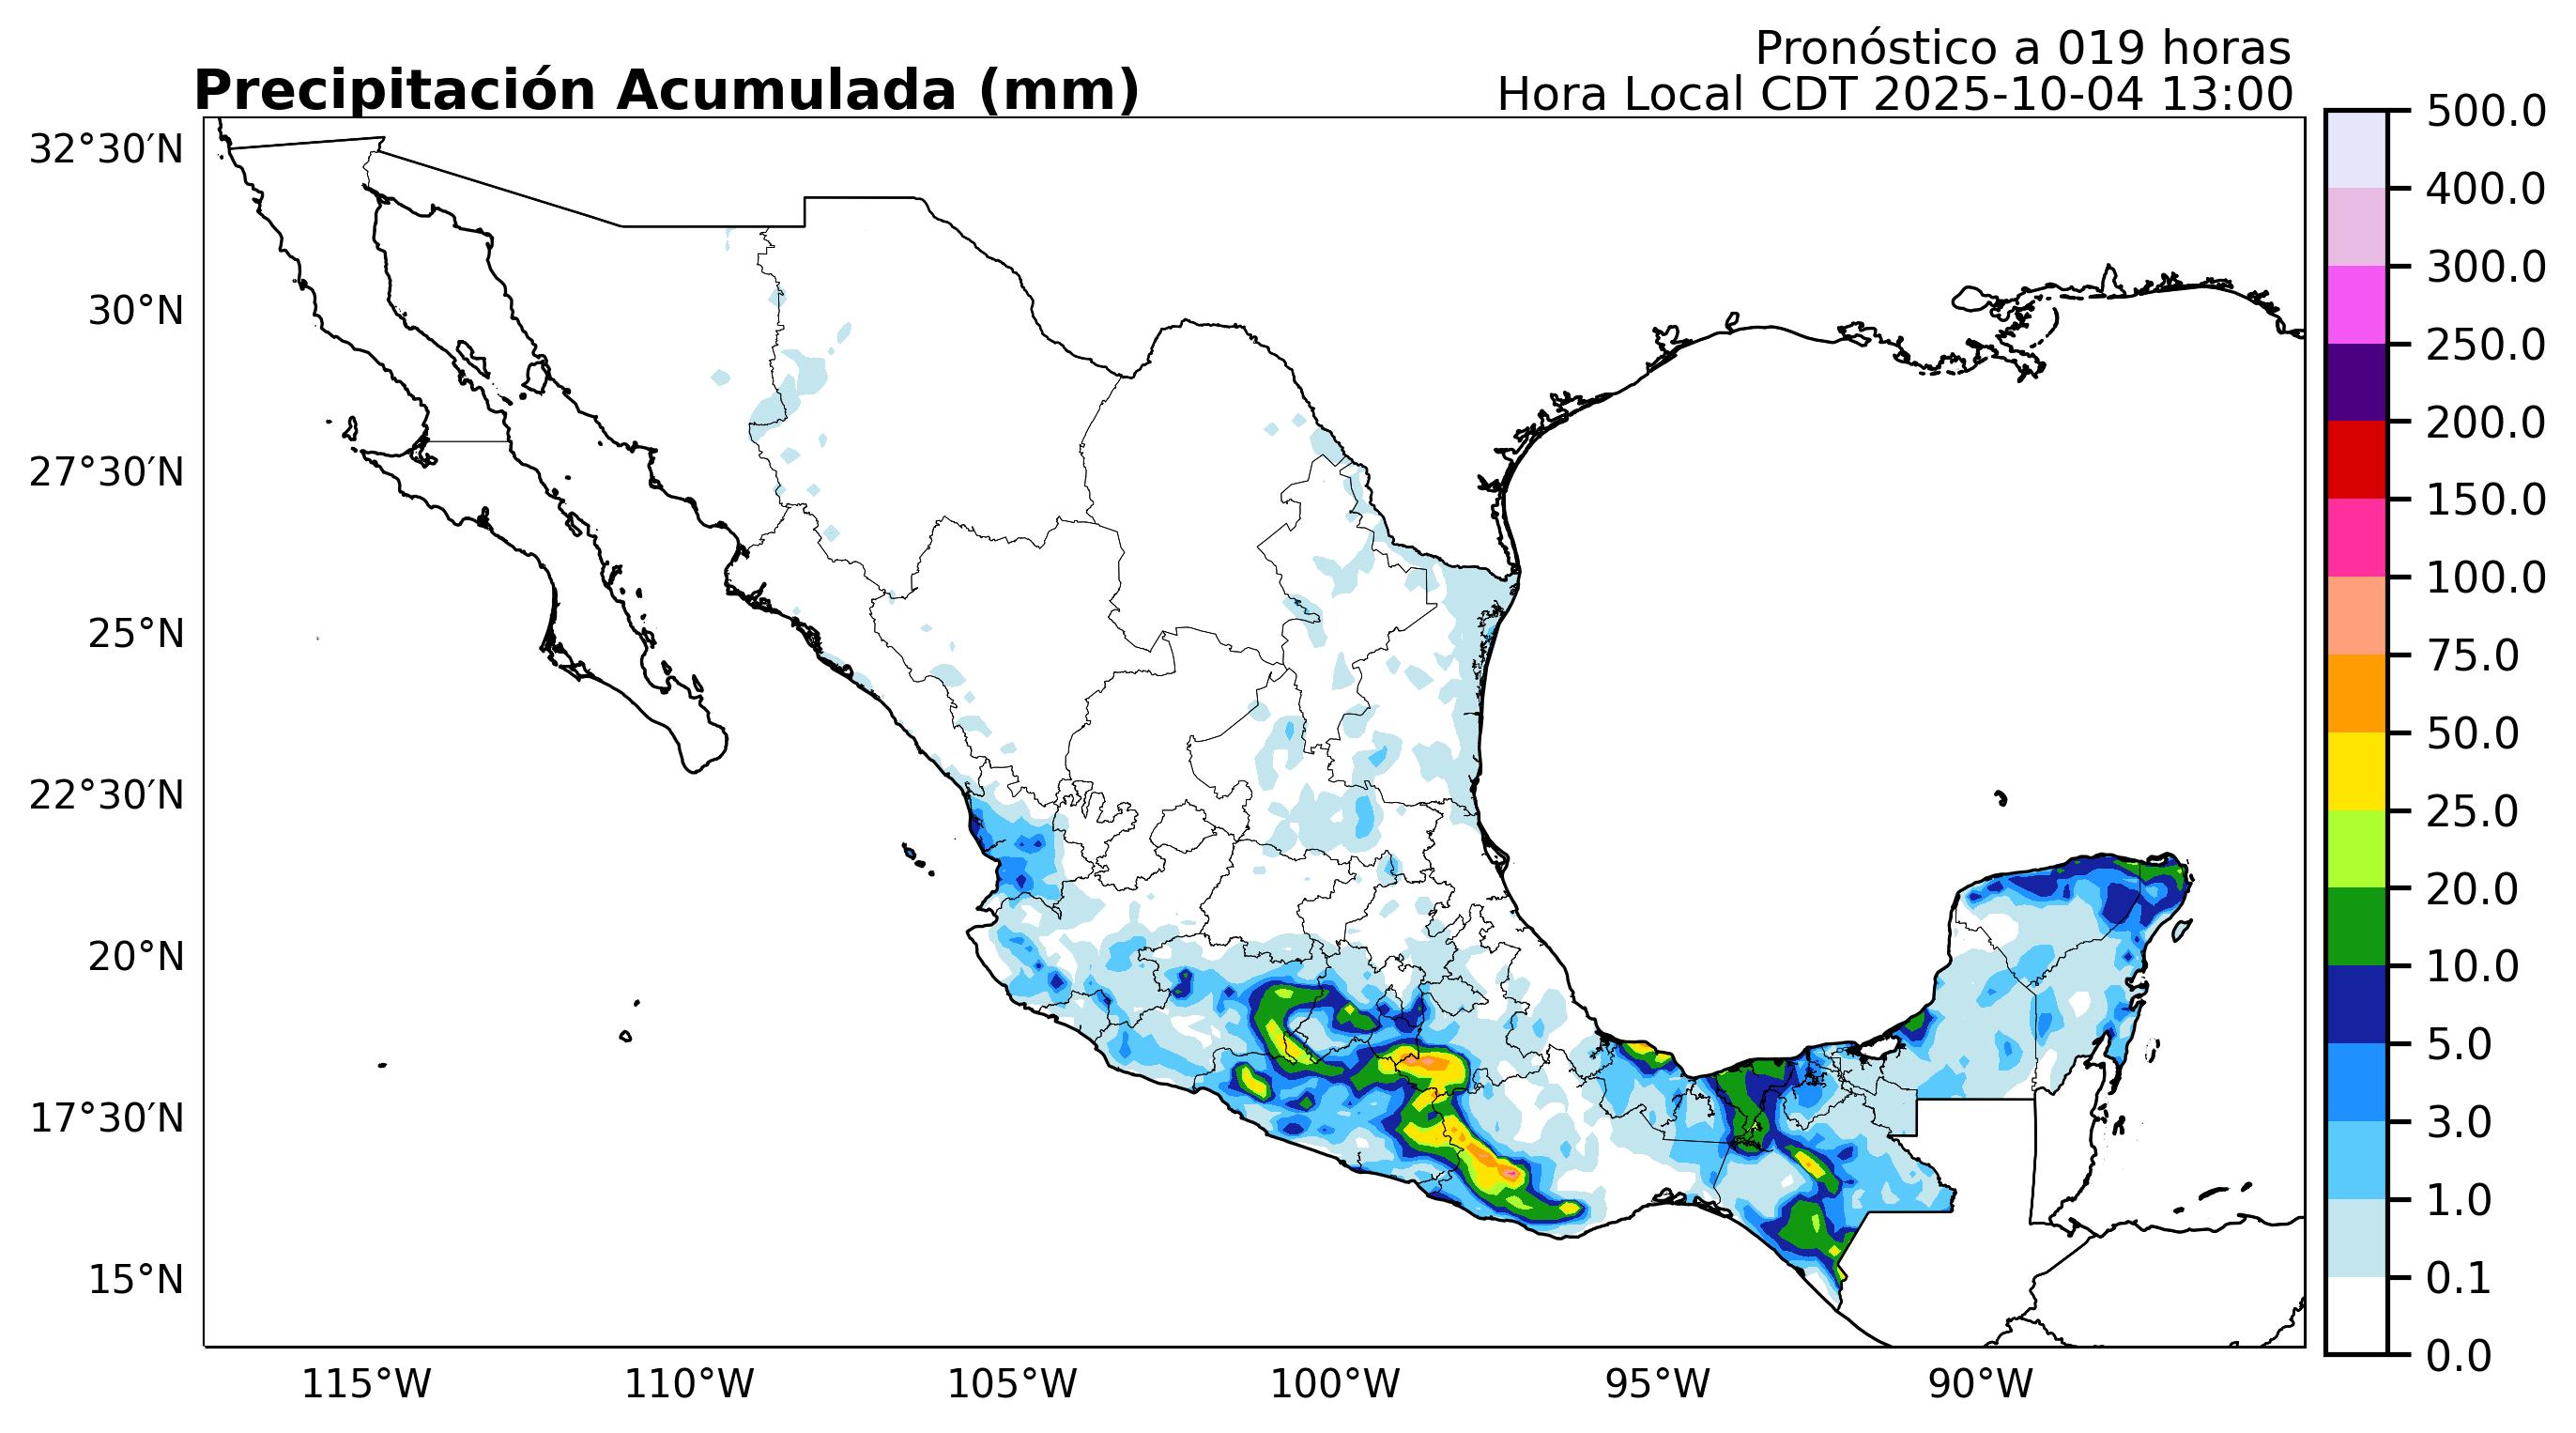 Pronóstico a 019 horas
Precipitación Acumulada (mm)
Hora Local CDT 2025-10-04 13:00
32°30′N
30°N
27°30′N
25°N
22°30′N
20°N
17°30′N
15°N
115°W
110°W
105°W
100°W
95°W
90°W
500.0
400.0
300.0
250.0
200.0
150.0
100.0
75.0
50.0
25.0
20.0
10.0
5.0
3.0
1.0
0.1
0.0